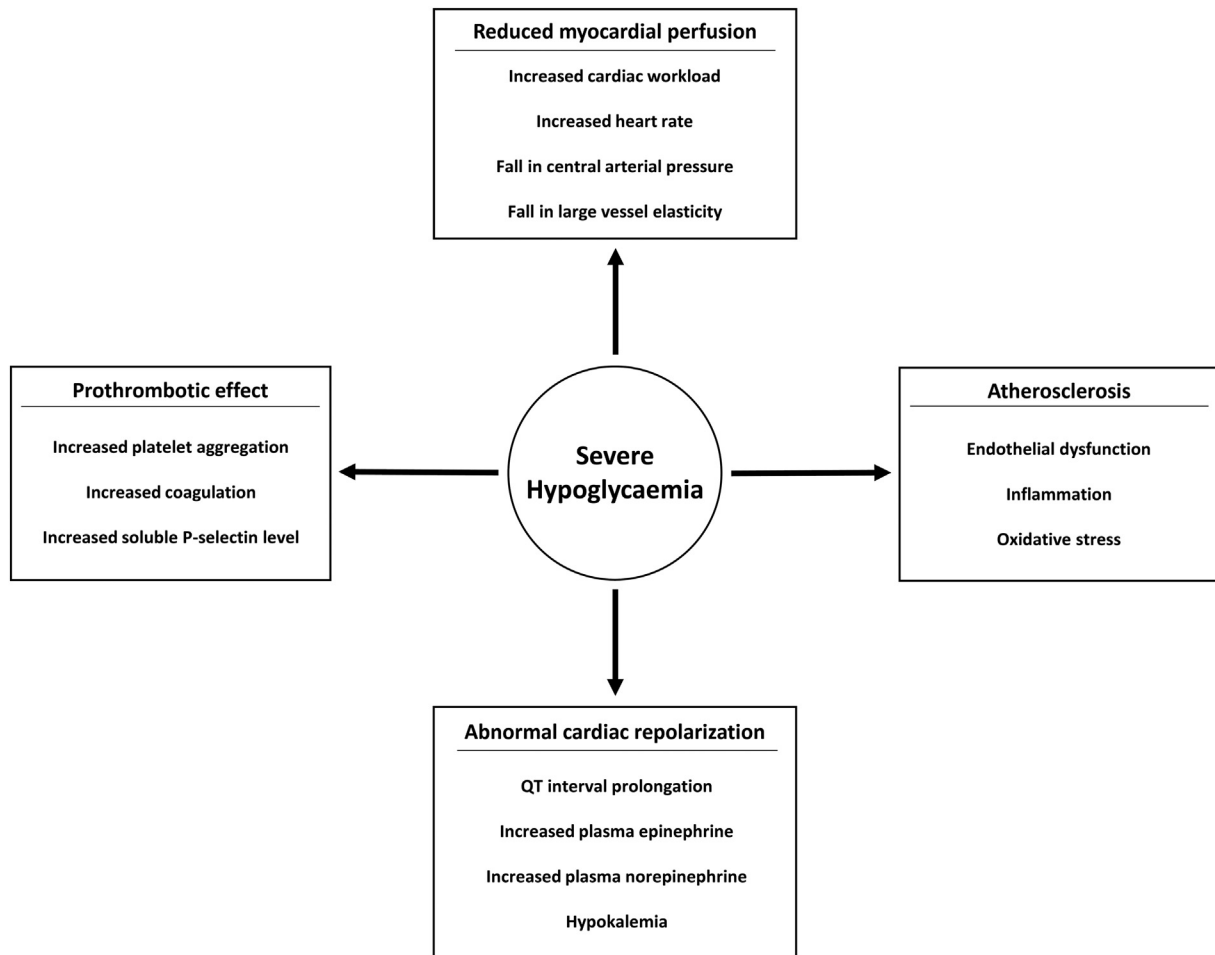 Reduced myocardial perfusion
Increased cardiac workload
Increased heart rate
Fall in central arterial pressure
Fall in large vessel elasticity
Prothrombotic effect
Increased platelet aggregation
Increased coagulation
Increased soluble P-selectin level
Severe
Hypoglycaemia
Atherosclerosis
Endothelial dysfunction
Inflammation
Oxidative stress
Abnormal cardiac repolarization
QT interval prolongation
Increased plasma epinephrine
Increased plasma norepinephrine
Hypokalemia